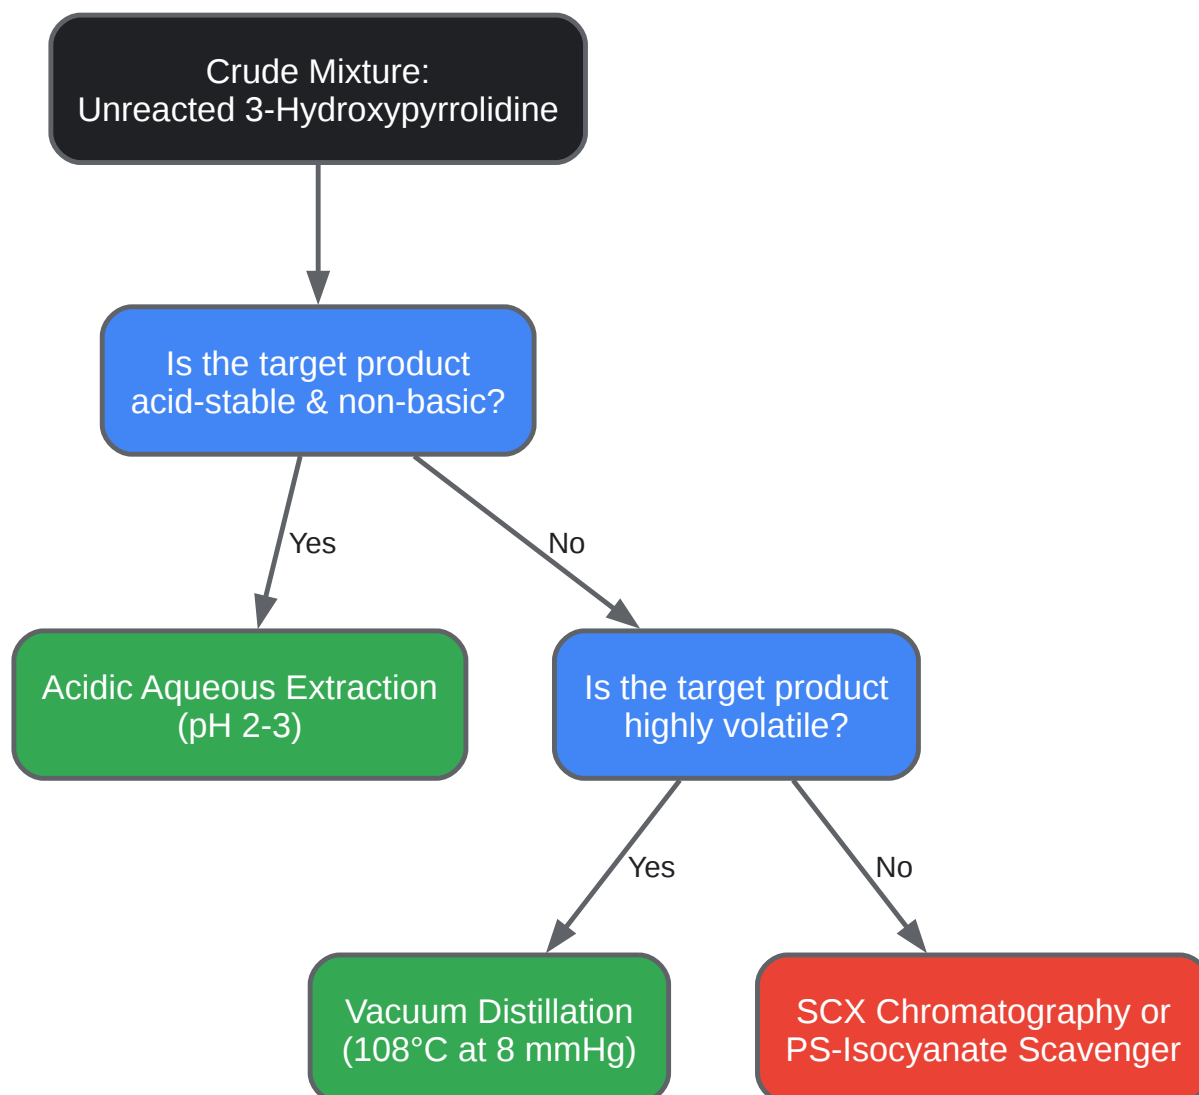 Crude Mixture:
Unreacted 3-Hydroxypyrrolidine
Is the target product
acid-stable & non-basic?
Yes
No
Acidic Aqueous Extraction
(pH 2-3)
Is the target product
highly volatile?
Yes
No
Vacuum Distillation
(108°C at 8 mmHg)
SCX Chromatography or
PS-Isocyanate Scavenger